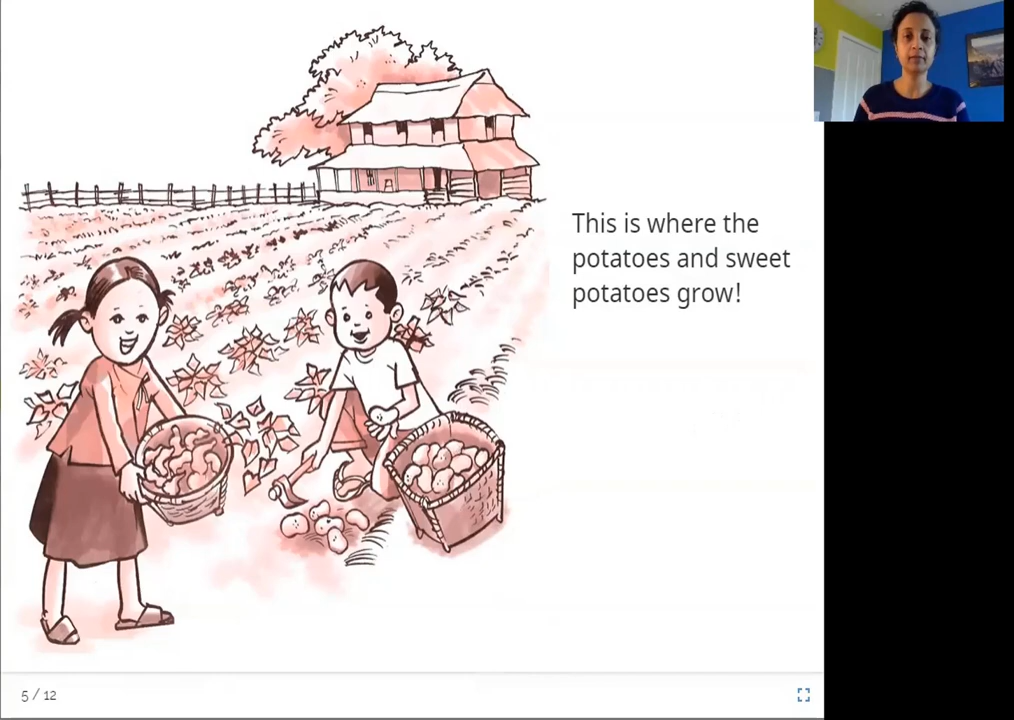 This is where the
potatoes and sweet
potatoes grow!
5 / 12